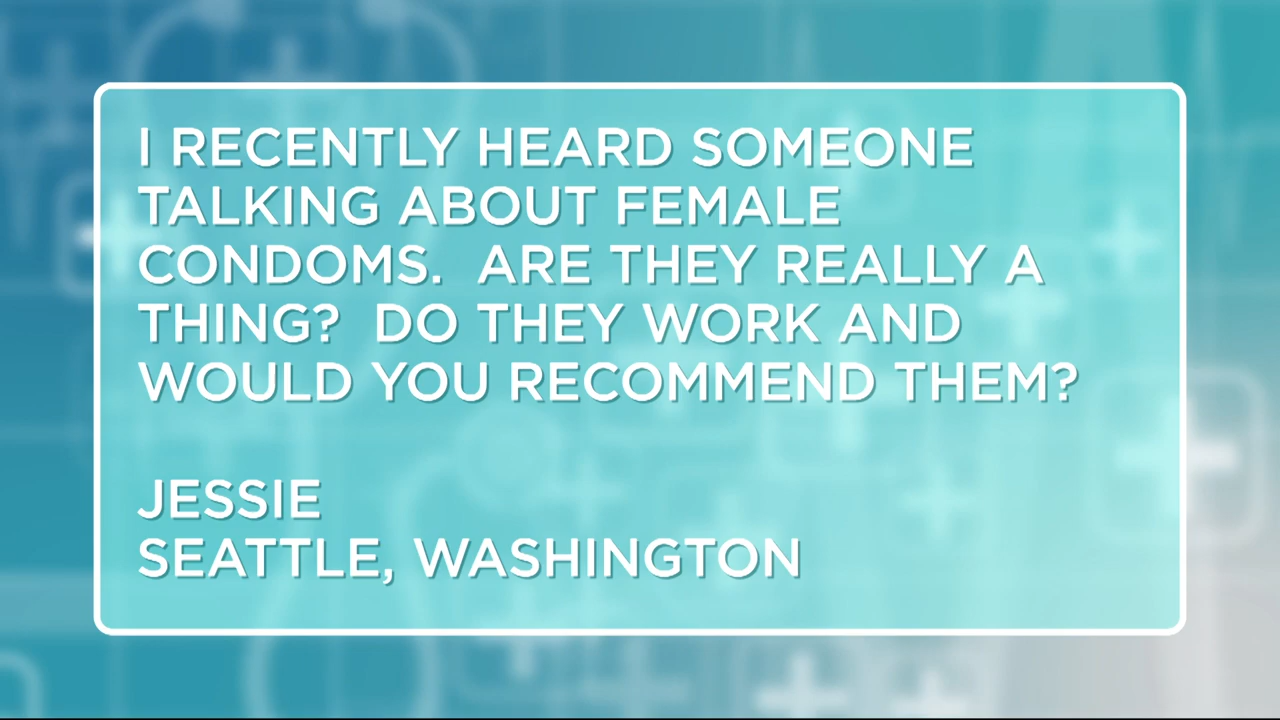 I RECENTLY HEARD SOMEONE
TALKING ABOUT FEMALE
CONDOMS.  ARE THEY REALLY A
THING?  DO THEY WORK AND
WOULD YOU RECOMMEND THEM?
JESSIE
SEATTLE, WASHINGTON